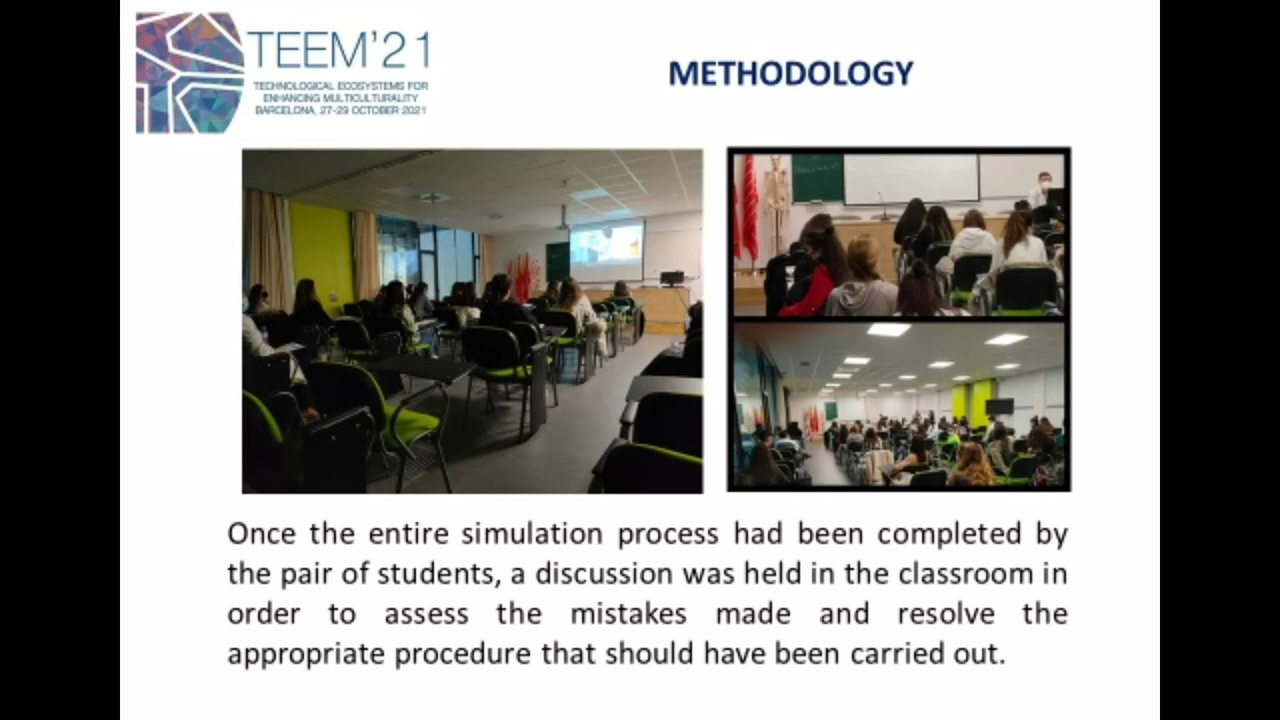 TEEM'21
TECHNOLOGICAL ECOSYSTEMS FOR
ENHANCING MULTICULTURALITY
BARCELONA, 27-29 OCTOBER 2021
METHODOLOGY
Once the entire simulation process had been completed by
the pair of students, a discussion was held in the classroom in
order to assess the mistakes made and resolve the
appropriate procedure that should have been carried out.